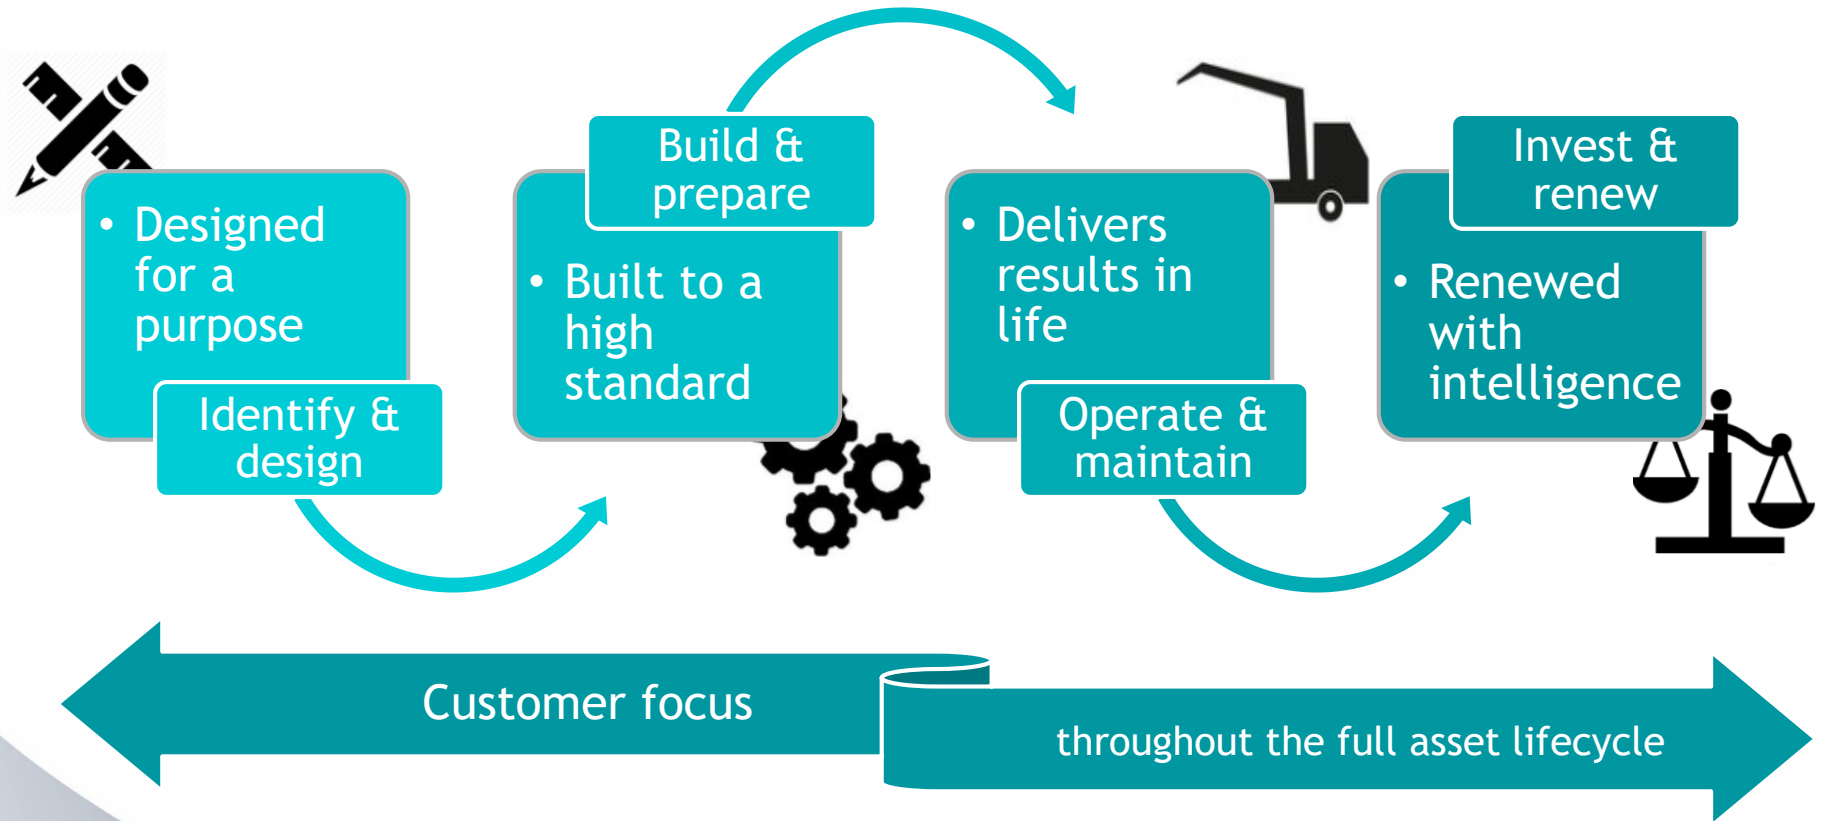 • Designed
for a
purpose
Identify &
design
Build &
prepare
• Built to a
high
standard
• Delivers
results in
life
Operate &
maintain
Invest &
renew
• Renewed
with
intelligence
Customer focus
throughout the full asset lifecycle